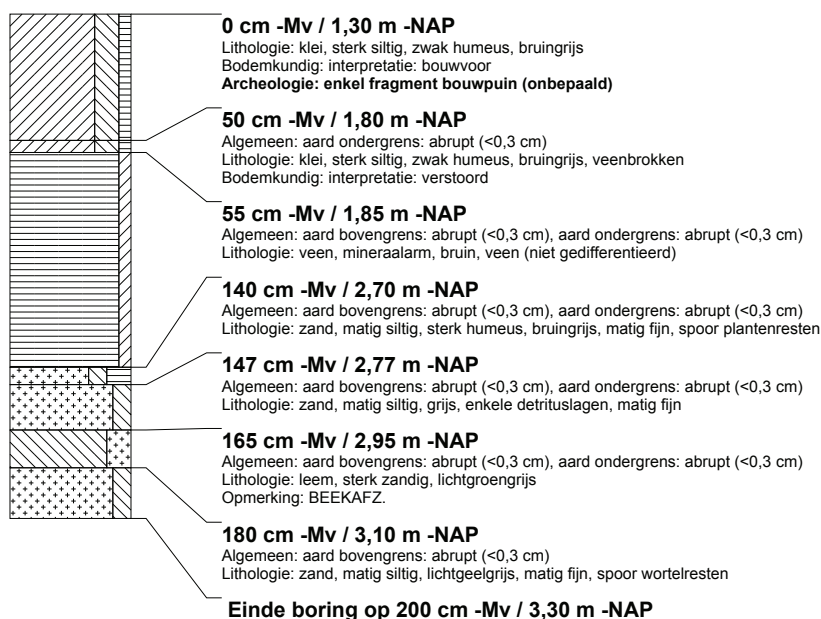 0 cm -Mv / 1,30 m -NAP
Lithologie: klei, sterk siltig, zwak humeus, bruingrijs
Bodemkundig: interpretatie: bouwvoor
Archeologie: enkel fragment bouwpuin (onbepaald)
50 cm -Mv / 1,80 m -NAP
Algemeen: aard ondergrens: abrupt (<0,3 cm)
Lithologie: klei, sterk siltig, zwak humeus, bruingrijs, veenbrokken
Bodemkundig: interpretatie: verstoord
55 cm -Mv / 1,85 m -NAP
Algemeen: aard bovengrens: abrupt (<0,3 cm), aard ondergrens: abrupt (<0,3 cm)
Lithologie: veen, mineraalarm, bruin, veen (niet gedifferentieerd)
140 cm -Mv / 2,70 m -NAP
Algemeen: aard bovengrens: abrupt (<0,3 cm), aard ondergrens: abrupt (<0,3 cm)
Lithologie: zand, matig siltig, sterk humeus, bruingrijs, matig fijn, spoor plantenresten
147 cm -Mv / 2,77 m -NAP
Algemeen: aard bovengrens: abrupt (<0,3 cm), aard ondergrens: abrupt (<0,3 cm)
Lithologie: zand, matig siltig, grijs, enkele detrituslagen, matig fijn
165 cm -Mv / 2,95 m -NAP
Algemeen: aard bovengrens: abrupt (<0,3 cm), aard ondergrens: abrupt (<0,3 cm)
Lithologie: leem, sterk zandig, lichtgroengrijs
Opmerking: BEEKAFZ.
180 cm -Mv / 3,10 m -NAP
Algemeen: aard bovengrens: abrupt (<0,3 cm)
Lithologie: zand, matig siltig, lichtgeelgrijs, matig fijn, spoor wortelresten
Einde boring op 200 cm -Mv / 3,30 m -NAP